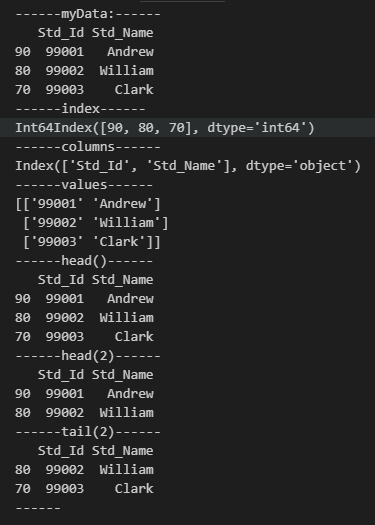 ------myData:------
   Std_Id Std_Name
90  99001   Andrew
80  99002  William
70  99003    Clark
------index------
Int64Index([90, 80, 70], dtype='int64')
------columns------
Index(['Std_Id', 'Std_Name'], dtype='object')
------values------
[['99001' 'Andrew']
 ['99002' 'William']
 ['99003' 'Clark']]
------head()------
   Std_Id Std_Name
90  99001   Andrew
80  99002  William
70  99003    Clark
------head(2)------
   Std_Id Std_Name
90  99001   Andrew
80  99002  William
------tail(2)------
   Std_Id Std_Name
80  99002  William
70  99003    Clark
------